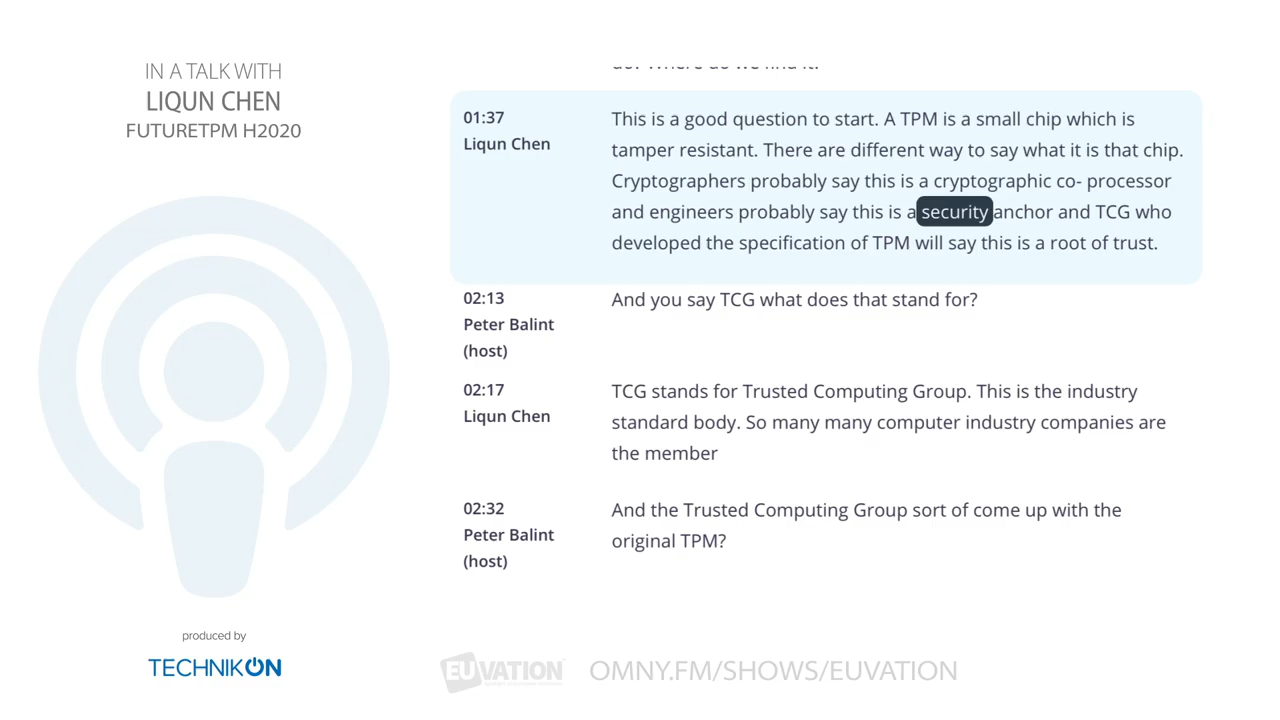 IN A TALK WITH
LIQUN CHEN
FUTURETPM H2020
do? Where do we find it.
01:37
Liqun Chen
This is a good question to start. A TPM is a small chip which is
tamper resistant. There are different way to say what it is that chip.
Cryptographers probably say this is a cryptographic co- processor
and engineers probably say this is a security anchor and TCG who
developed the specification of TPM will say this is a root of trust.
02:13
Peter Balint
(host)
And you say TCG what does that stand for?
02:17
Liqun Chen
TCG stands for Trusted Computing Group. This is the industry
standard body. So many many computer industry companies are
the member
02:32
Peter Balint
(host)
And the Trusted Computing Group sort of come up with the
original TPM?
produced by
TECHNIKON
EUVATION
OMNY.FM/SHOWS/EUVATION